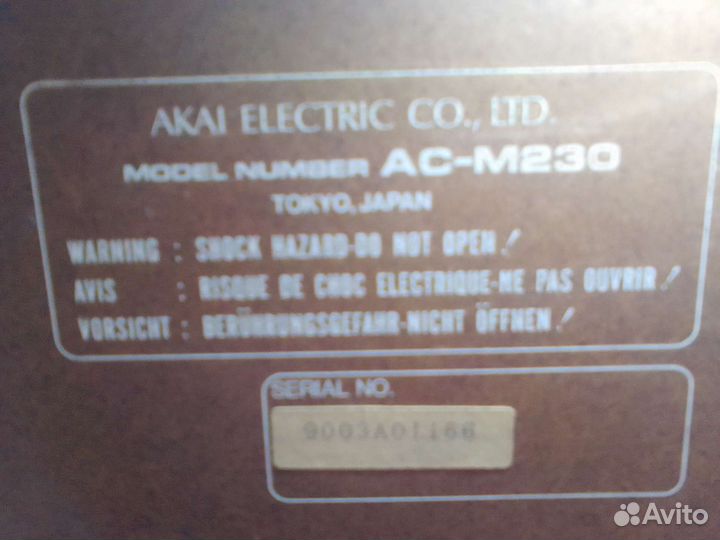 AKAI ELECTRIC CO., LTD.
MODEL NUMBER AC-M230
TOKYO, JAPAN
WARNING : SHOCK HAZARD-DO NOT OPEN!
AVIS : RISQUE DE CHOC ELECTRIQUE-NE PAS OUVRIR!
VORSICHT : BERÜHRUNGSGEFAHR-NICHT ÖFFNEN!
SERIAL NO.
9003A01166
Avito